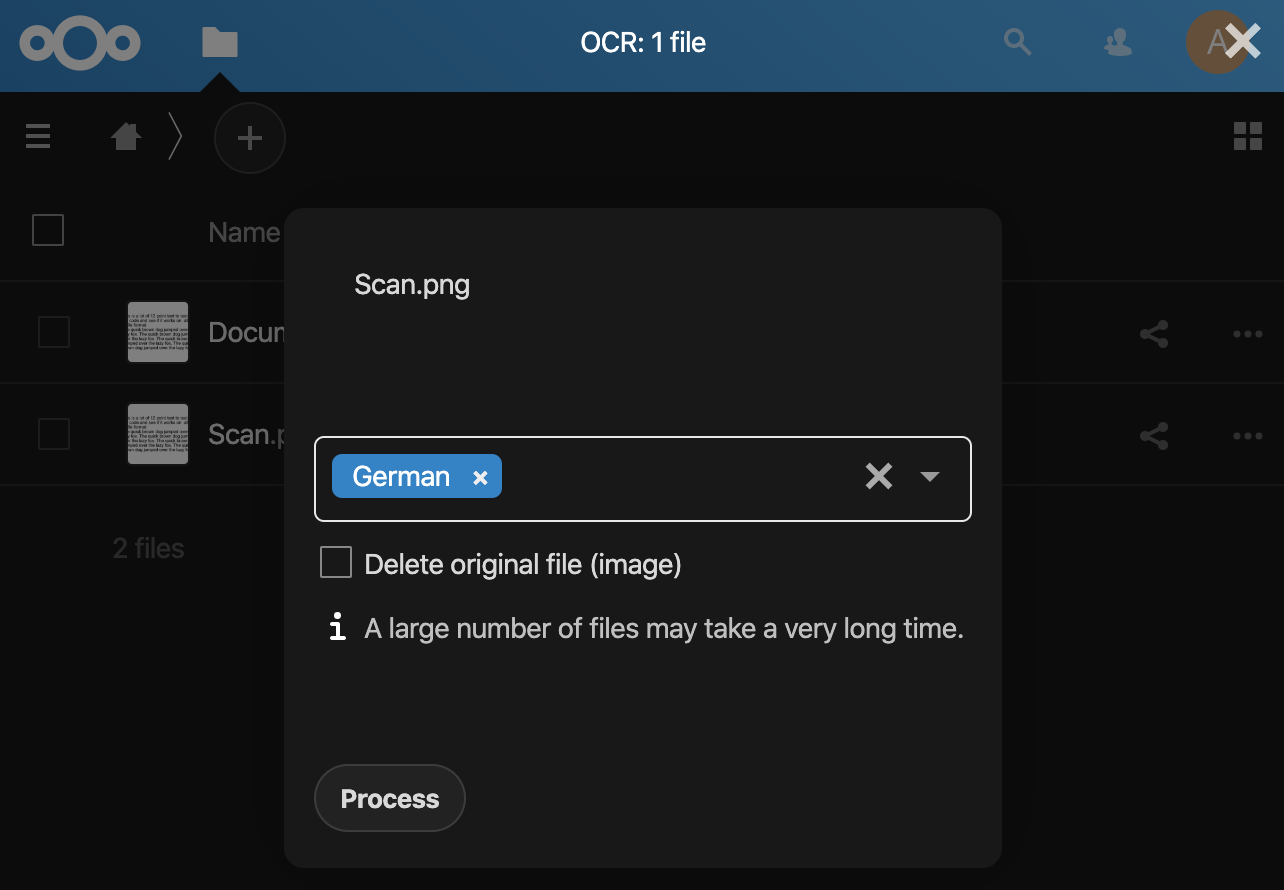 OCR: 1 file
A
Name
Scan.png
Docum
Scan.p
German
2 files
Delete original file (image)
A large number of files may take a very long time.
Process